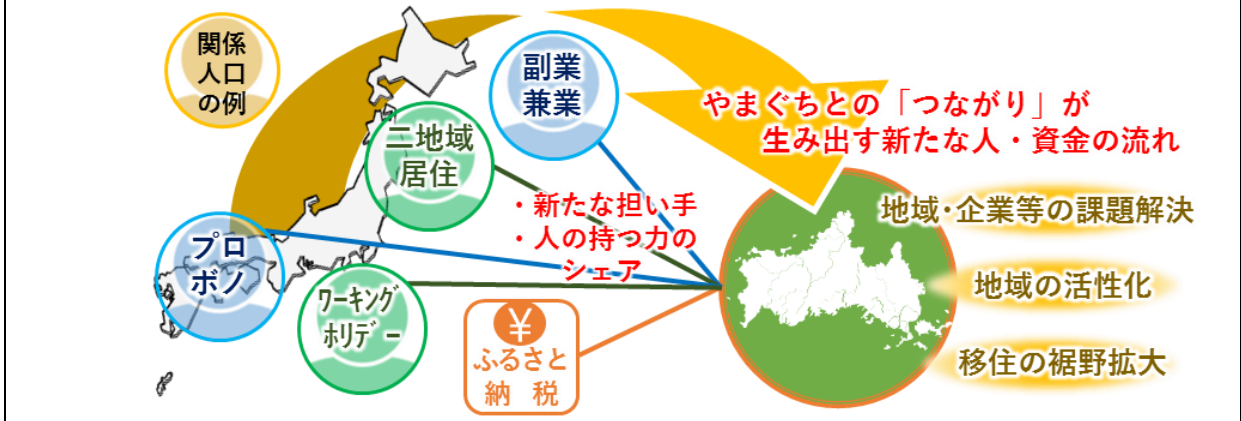 関係
人口
の例
副業
兼業
やまぐちとの「つながり」が
生み出す新たな人・資金の流れ
二地域
居住
・新たな担い手
・人の持つ力の
シェア
プロ
ボノ
ﾜｰｷﾝｸﾞ
ﾎﾘﾃﾞｰ
¥
ふるさと
納 税
地域・企業等の課題解決
地域の活性化
移住の裾野拡大